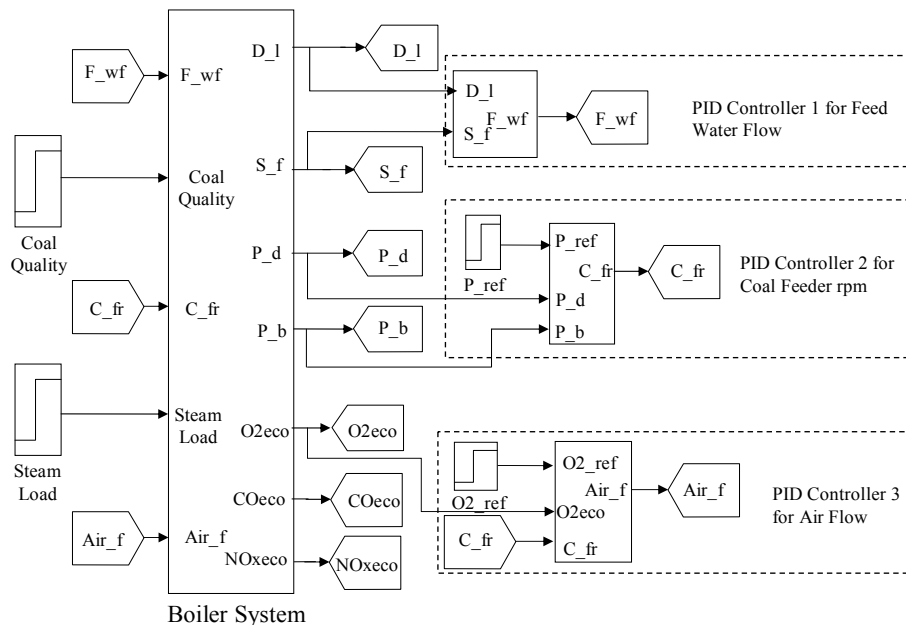 F_wf
F_wf
Coal
Quality
Coal
Quality
C_fr
C_fr
Steam
Load
Steam
Load
Air_f
Air_f
D_l
D_l
S_f
S_f
P_d
P_d
P_b
P_b
O2eco
O2eco
COeco
COeco
NOxeco
NOxeco
Boiler System
D_l
F_wf
S_f
F_wf
PID Controller 1 for Feed
Water Flow
P_ref
P_ref
C_fr
P_d
P_b
C_fr
PID Controller 2 for
Coal Feeder rpm
O2_ref
O2_ref
Air_f
O2eco
C_fr
C_fr
Air_f
PID Controller 3
for Air Flow